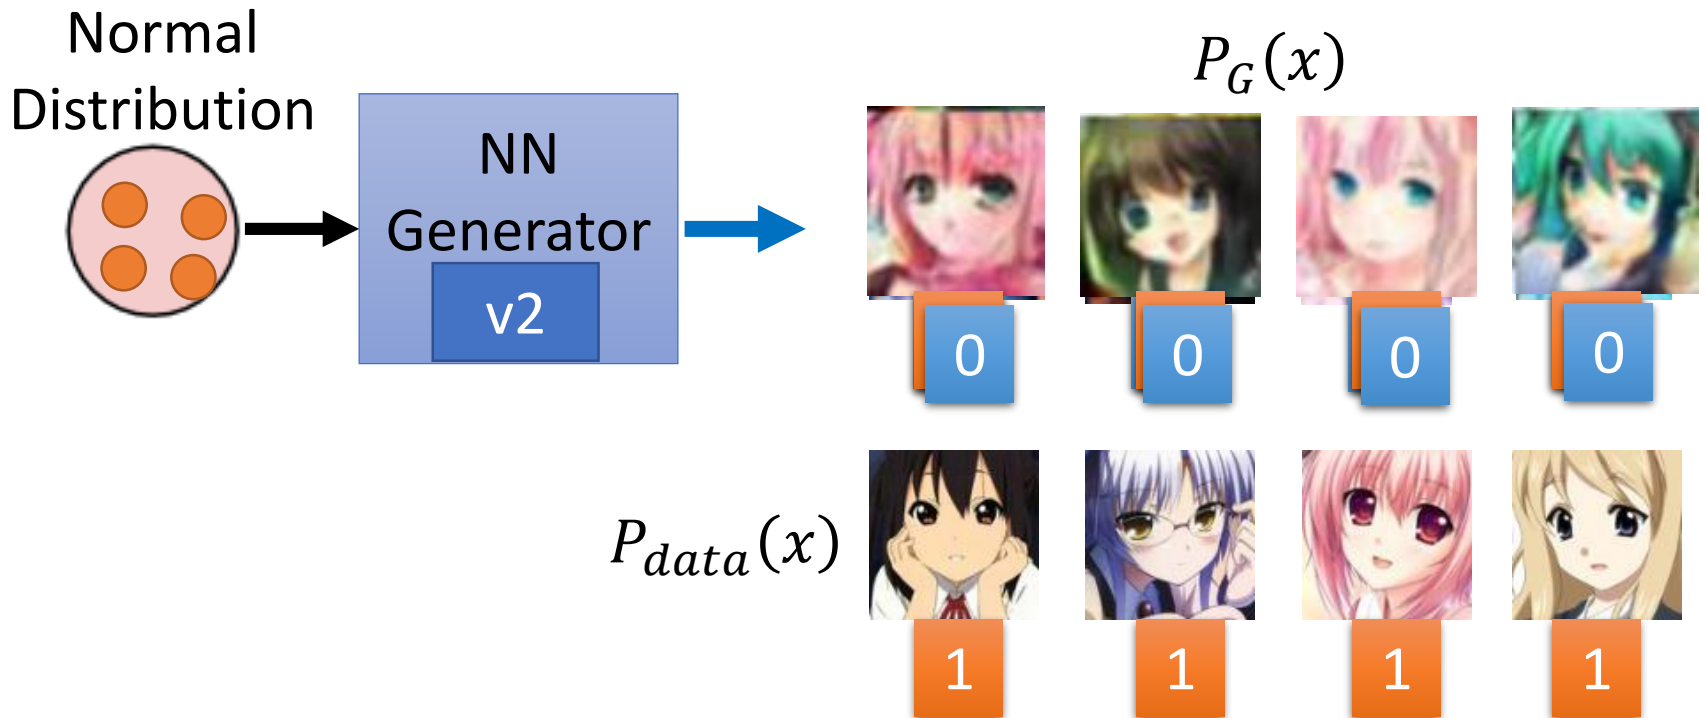 Normal
Distribution
NN
Generator
v2
P_G(x)
0 0 0 0
P_data(x)
1 1 1 1